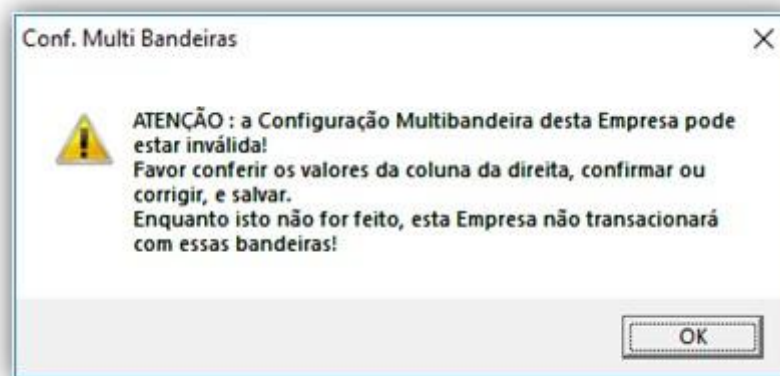 Conf. Multi Bandeiras
ATENÇÃO : a Configuração Multibandeira desta Empresa pode
estar inválida!
Favor conferir os valores da coluna da direita, confirmar ou
corrigir, e salvar.
Enquanto isto não for feito, esta Empresa não transacionará
com essas bandeiras!
OK